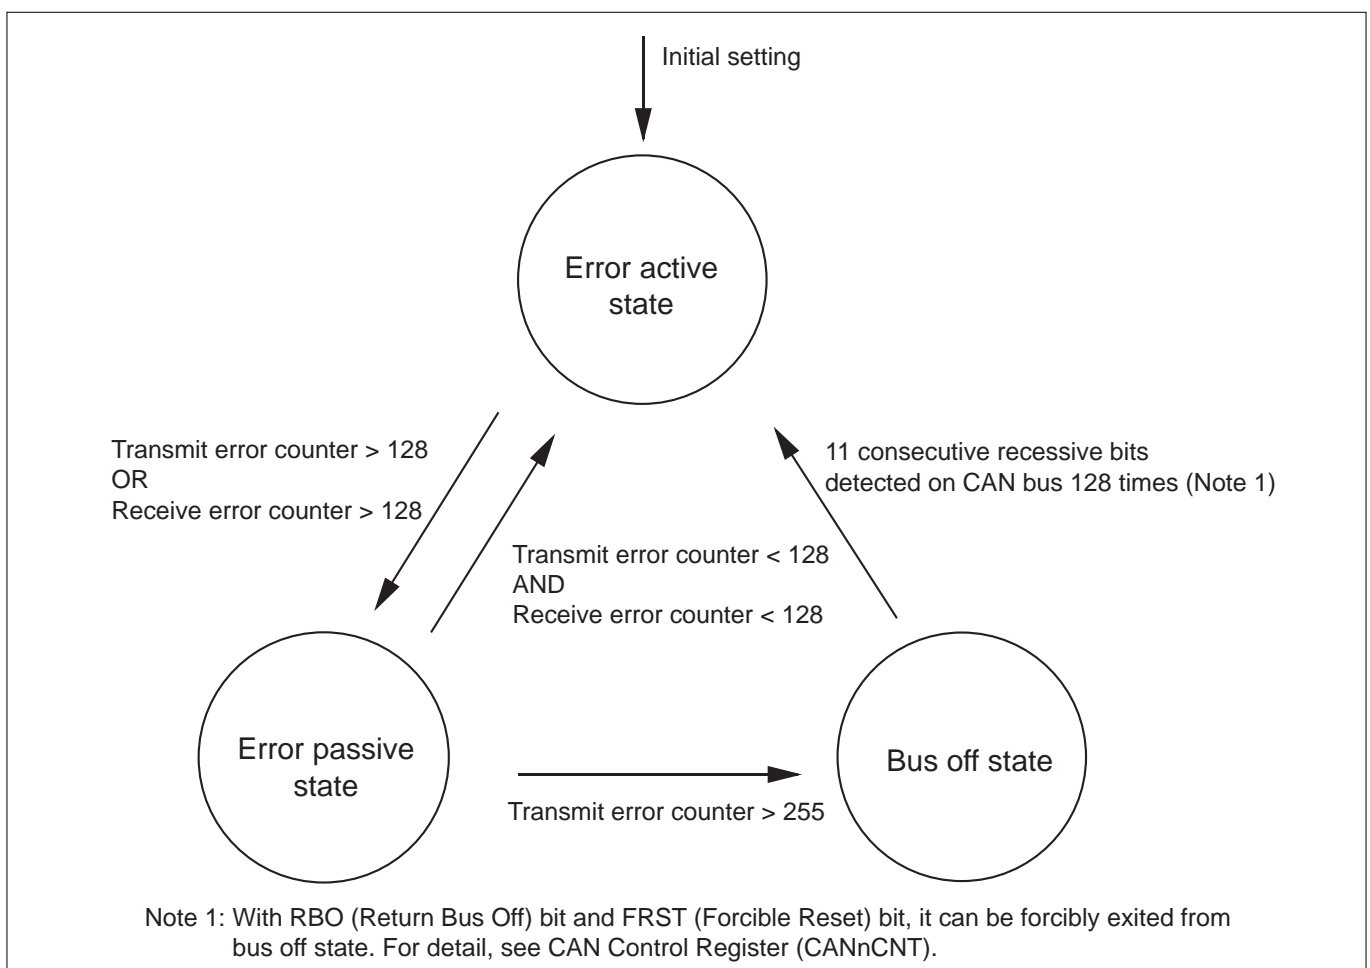 Initial setting
Error active
state
Transmit error counter > 128
OR
Receive error counter > 128
11 consecutive recessive bits
detected on CAN bus 128 times (Note 1)
Transmit error counter < 128
AND
Receive error counter < 128
Error passive
state
Bus off state
Transmit error counter > 255
Note 1: With RBO (Return Bus Off) bit and FRST (Forcible Reset) bit, it can be forcibly exited from
bus off state. For detail, see CAN Control Register (CANnCNT).